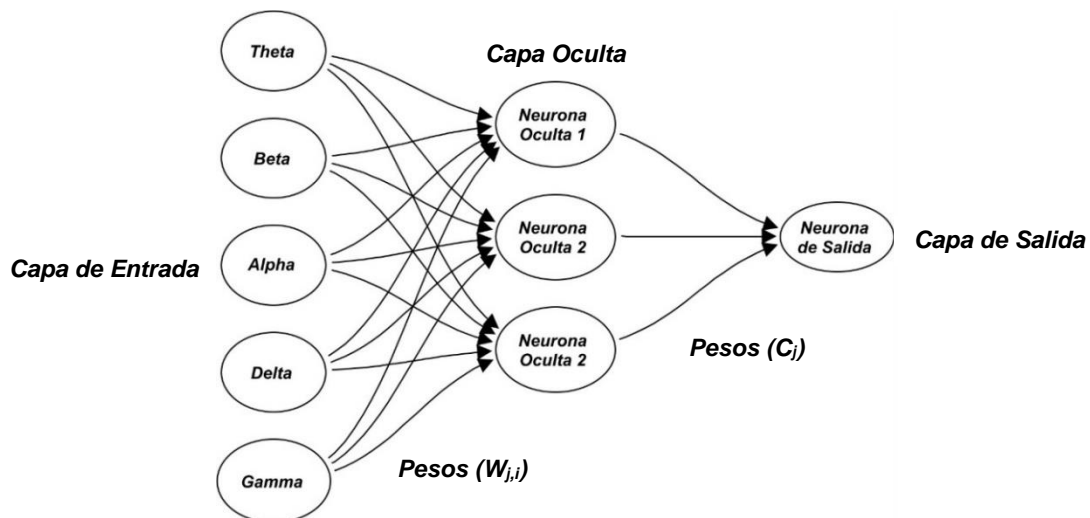 Theta
Beta
Alpha
Delta
Gamma
Capa de Entrada
Capa Oculta
Neurona
Oculta 1
Neurona
Oculta 2
Neurona
Oculta 2
Pesos (Wj,i)
Pesos (Cj)
Neurona
de Salida
Capa de Salida